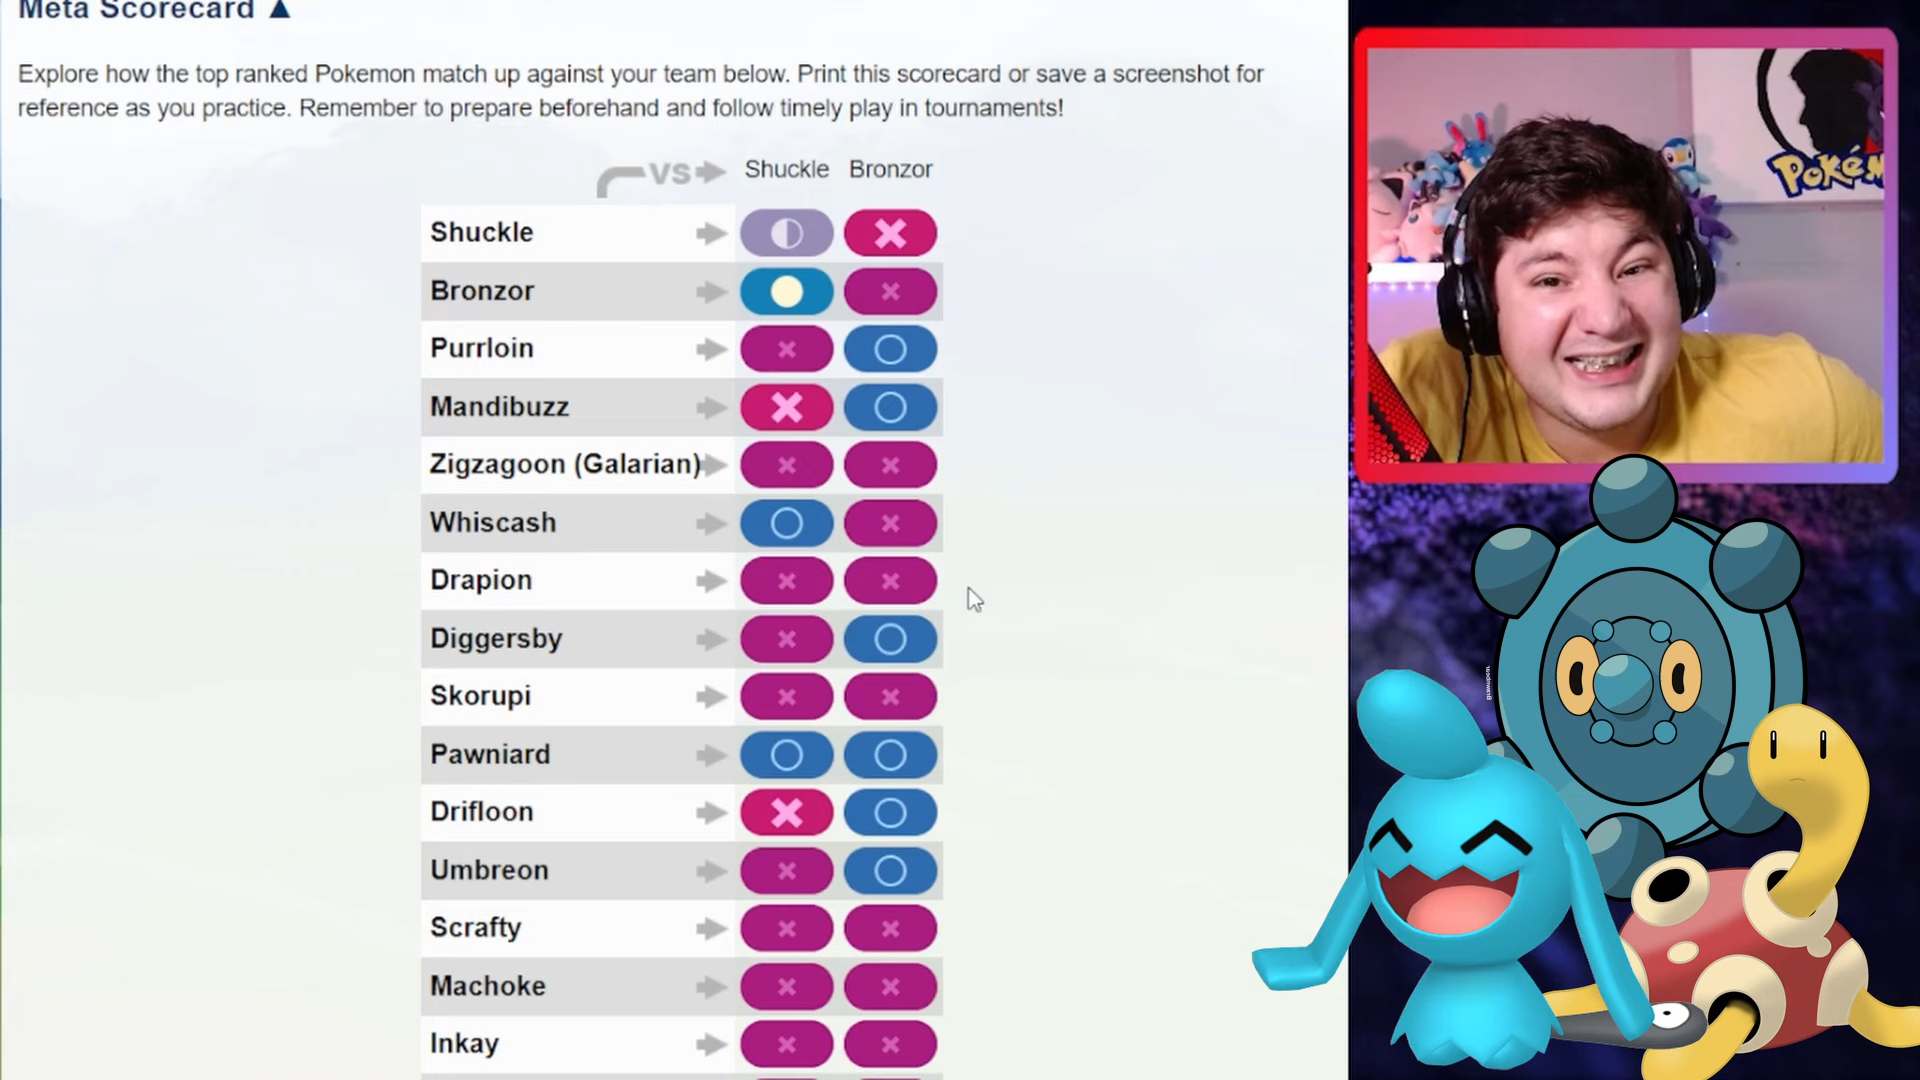 Meta Scorecard ▲
Explore how the top ranked Pokemon match up against your team below. Print this scorecard or save a screenshot for
reference as you practice. Remember to prepare beforehand and follow timely play in tournaments!
VS Shuckle Bronzor
Shuckle
Bronzor
Purrloin
Mandibuzz
Zigzagoon (Galarian)
Whiscash
Drapion
Diggersby
Skorupi
Pawniard
Drifloon
Umbreon
Scrafty
Machoke
Inkay